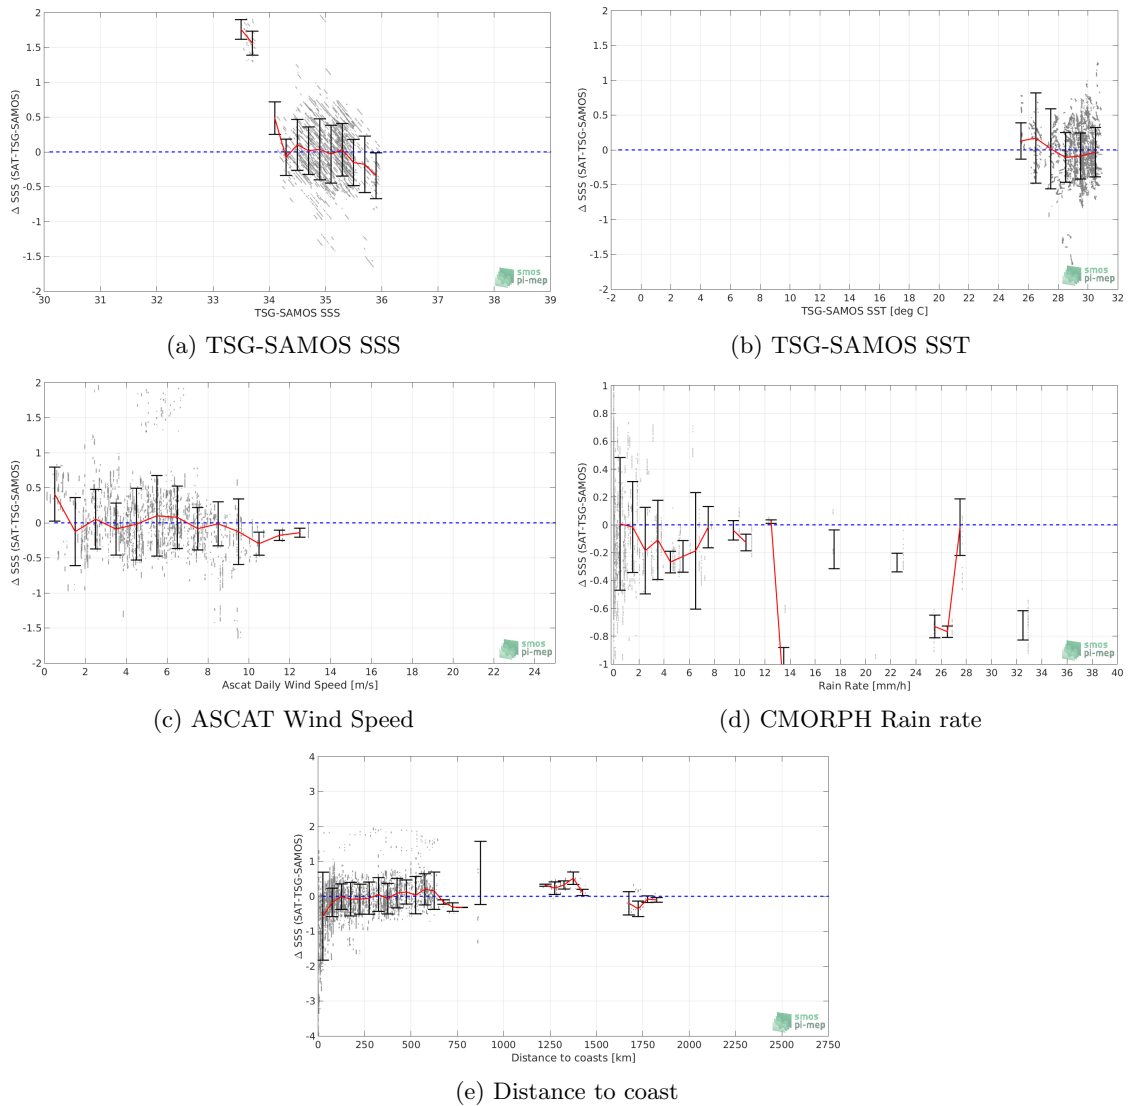 2
1.5
1
0.5
0
-0.5
-1
-1.5
-2
Δ SSS (SAT-TSG-SAMOS)
30 31 32 33 34 35 36 37 38 39
TSG-SAMOS SSS
smos
pi-mep
(a) TSG-SAMOS SSS
2
1.5
1
0.5
0
-0.5
-1
-1.5
-2
Δ SSS (SAT-TSG-SAMOS)
-2 0 2 4 6 8 10 12 14 16 18 20 22 24 26 28 30 32
TSG-SAMOS SST [deg C]
smos
pi-mep
(b) TSG-SAMOS SST
2
1.5
1
0.5
0
-0.5
-1
-1.5
-2
Δ SSS (SAT-TSG-SAMOS)
0 2 4 6 8 10 12 14 16 18 20 22 24
Ascat Daily Wind Speed [m/s]
smos
pi-mep
(c) ASCAT Wind Speed
1
0.8
0.6
0.4
0.2
0
-0.2
-0.4
-0.6
-0.8
-1
Δ SSS (SAT-TSG-SAMOS)
0 2 4 6 8 10 12 14 16 18 20 22 24 26 28 30 32 34 36 38 40
Rain Rate [mm/h]
smos
pi-mep
(d) CMORPH Rain rate
4
3
2
1
0
-1
-2
-3
-4
Δ SSS (SAT-TSG-SAMOS)
0 250 500 750 1000 1250 1500 1750 2000 2250 2500 2750
Distance to coasts [km]
smos
pi-mep
(e) Distance to coast